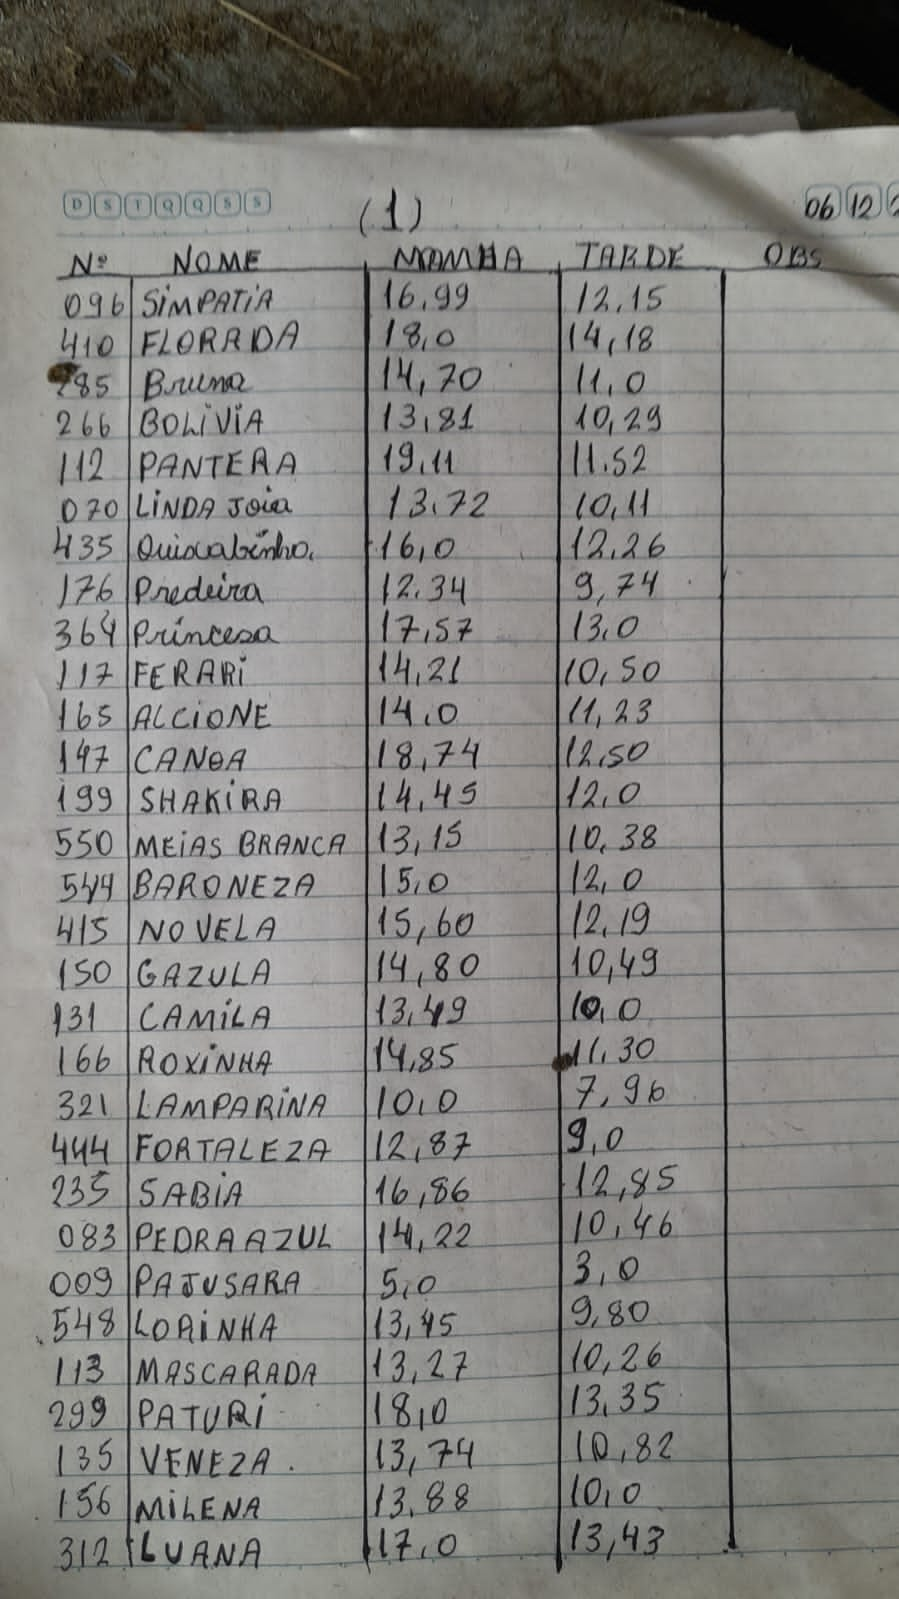 D S T Q Q S S
(1) 06 12
Nº NOME MAMHA TARDE OBS
096 SiMPATiA 16,99 12,15
410 FLORADA 18,0 14,18
285 Bruna 14,70 11,0
266 BOLiViA 13,81 10,29
112 PANTERA 19,11 11.52
070 LiNDA Joia 13.72 10,11
435 16,0 12,26
176 Predeira 12.34 9,74
364 Princesa 17,57 13,0
117 FERARi 14,21 10,50
165 ALCiONE 14,0 11,23
147 CANOA 18,74 12,50
199 SHAKiRA 14,45 12,0
550 MEiAS BRANCA 13,15 10,38
544 BARONEZA 15,0 12,0
415 NOVELA 15,60 12,19
150 GAZULA 14,80 10,49
131 CAMiLA 13,49 10,0
166 ROXiNHA 14,85 11,30
321 LAMPARiNA 10,0 7,96
444 FORTALEZA 12,87 9,0
235 SABiA 16,86 12,85
083 PEDRA AZUL 14,22 10,46
009 PAJUSARA 5,0 3,0
548 LORiNHA 13,45 9,80
113 MASCARADA 13,27 10,26
299 PATURi 18,0 13,35
135 VENEZA . 13,74 10,82
156 MiLENA 13.88 10,0
312 LUANA 17,0 13,43